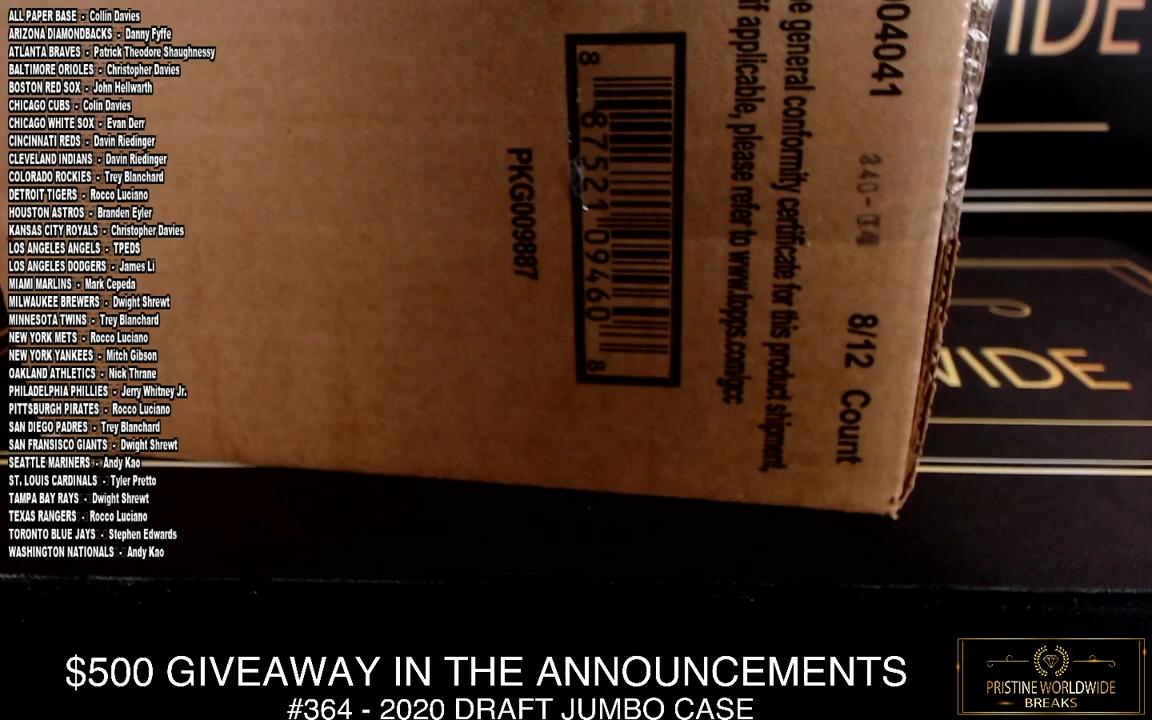 ALL PAPER BASE - Collin Davies
ARIZONA DIAMONDBACKS - Danny Fyffe
ATLANTA BRAVES - Patrick Theodore Shaughnessy
BALTIMORE ORIOLES - Christopher Davies
BOSTON RED SOX - John Hellwarth
CHICAGO CUBS - Colin Davies
CHICAGO WHITE SOX - Evan Derr
CINCINNATI REDS - Davin Riedinger
CLEVELAND INDIANS - Davin Riedinger
COLORADO ROCKIES - Trey Blanchard
DETROIT TIGERS - Rocco Luciano
HOUSTON ASTROS - Branden Eyler
KANSAS CITY ROYALS - Christopher Davies
LOS ANGELES ANGELS - TPEDS
LOS ANGELES DODGERS - James Li
MIAMI MARLINS - Mark Cepeda
MILWAUKEE BREWERS - Dwight Shrewt
MINNESOTA TWINS - Trey Blanchard
NEW YORK METS - Rocco Luciano
NEW YORK YANKEES - Mitch Gibson
OAKLAND ATHLETICS - Nick Thrane
PHILADELPHIA PHILLIES - Jerry Whitney Jr.
PITTSBURGH PIRATES - Rocco Luciano
SAN DIEGO PADRES - Trey Blanchard
SAN FRANSISCO GIANTS - Dwight Shrewt
SEATTLE MARINERS - Andy Kao
ST. LOUIS CARDINALS - Tyler Pretto
TAMPA BAY RAYS - Dwight Shrewt
TEXAS RANGERS - Rocco Luciano
TORONTO BLUE JAYS - Stephen Edwards
WASHINGTON NATIONALS - Andy Kao
04041
8/12 Count
e general conformity certificate for this product shipment,
if applicable, please refer to www.topps.com/gcc
8 87521 09460 8
PKG009887
IDE
WIDE
$500 GIVEAWAY IN THE ANNOUNCEMENTS
#364 - 2020 DRAFT JUMBO CASE
PRISTINE WORLDWIDE
BREAKS